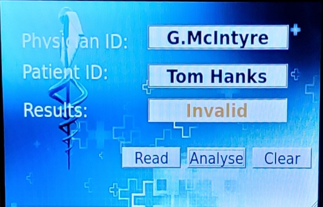 Physician ID: G.McIntyre
Patient ID: Tom Hanks
Results: Invalid
Read Analyse Clear